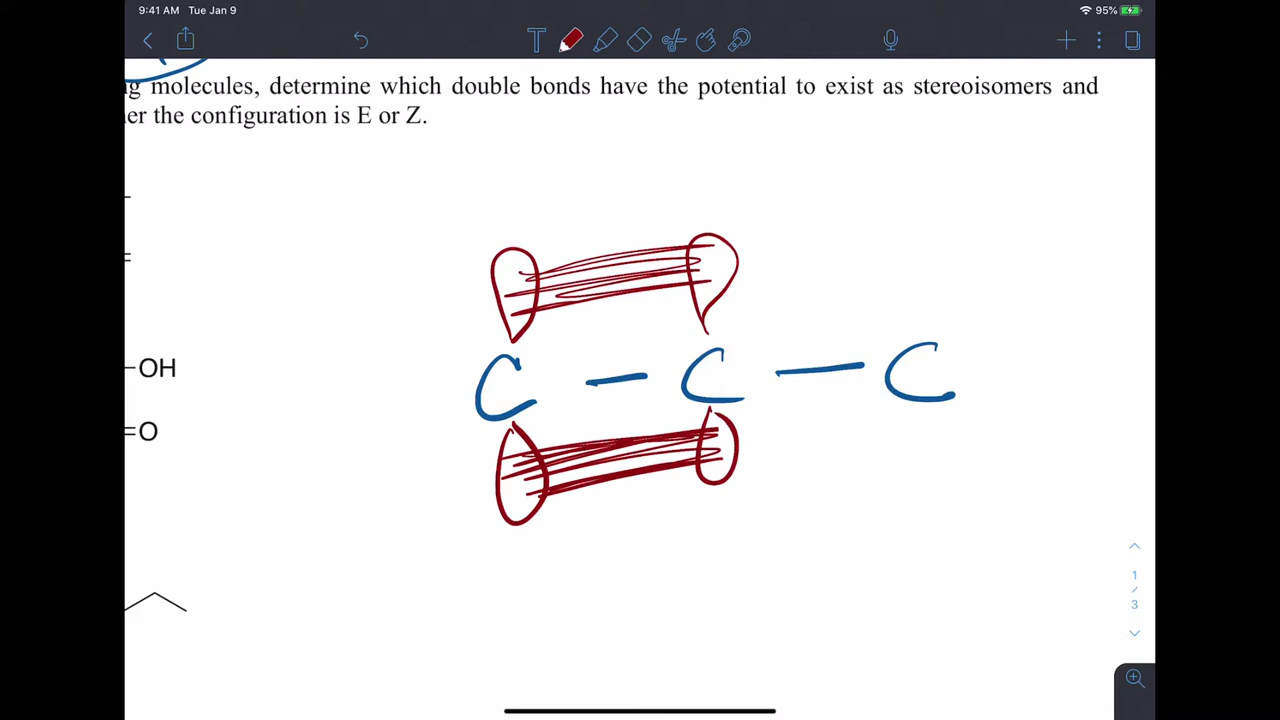 9:41 AM Tue Jan 9
95%
molecules, determine which double bonds have the potential to exist as stereoisomers and
the configuration is E or Z.
OH
C - C - C
=O
1
/
3